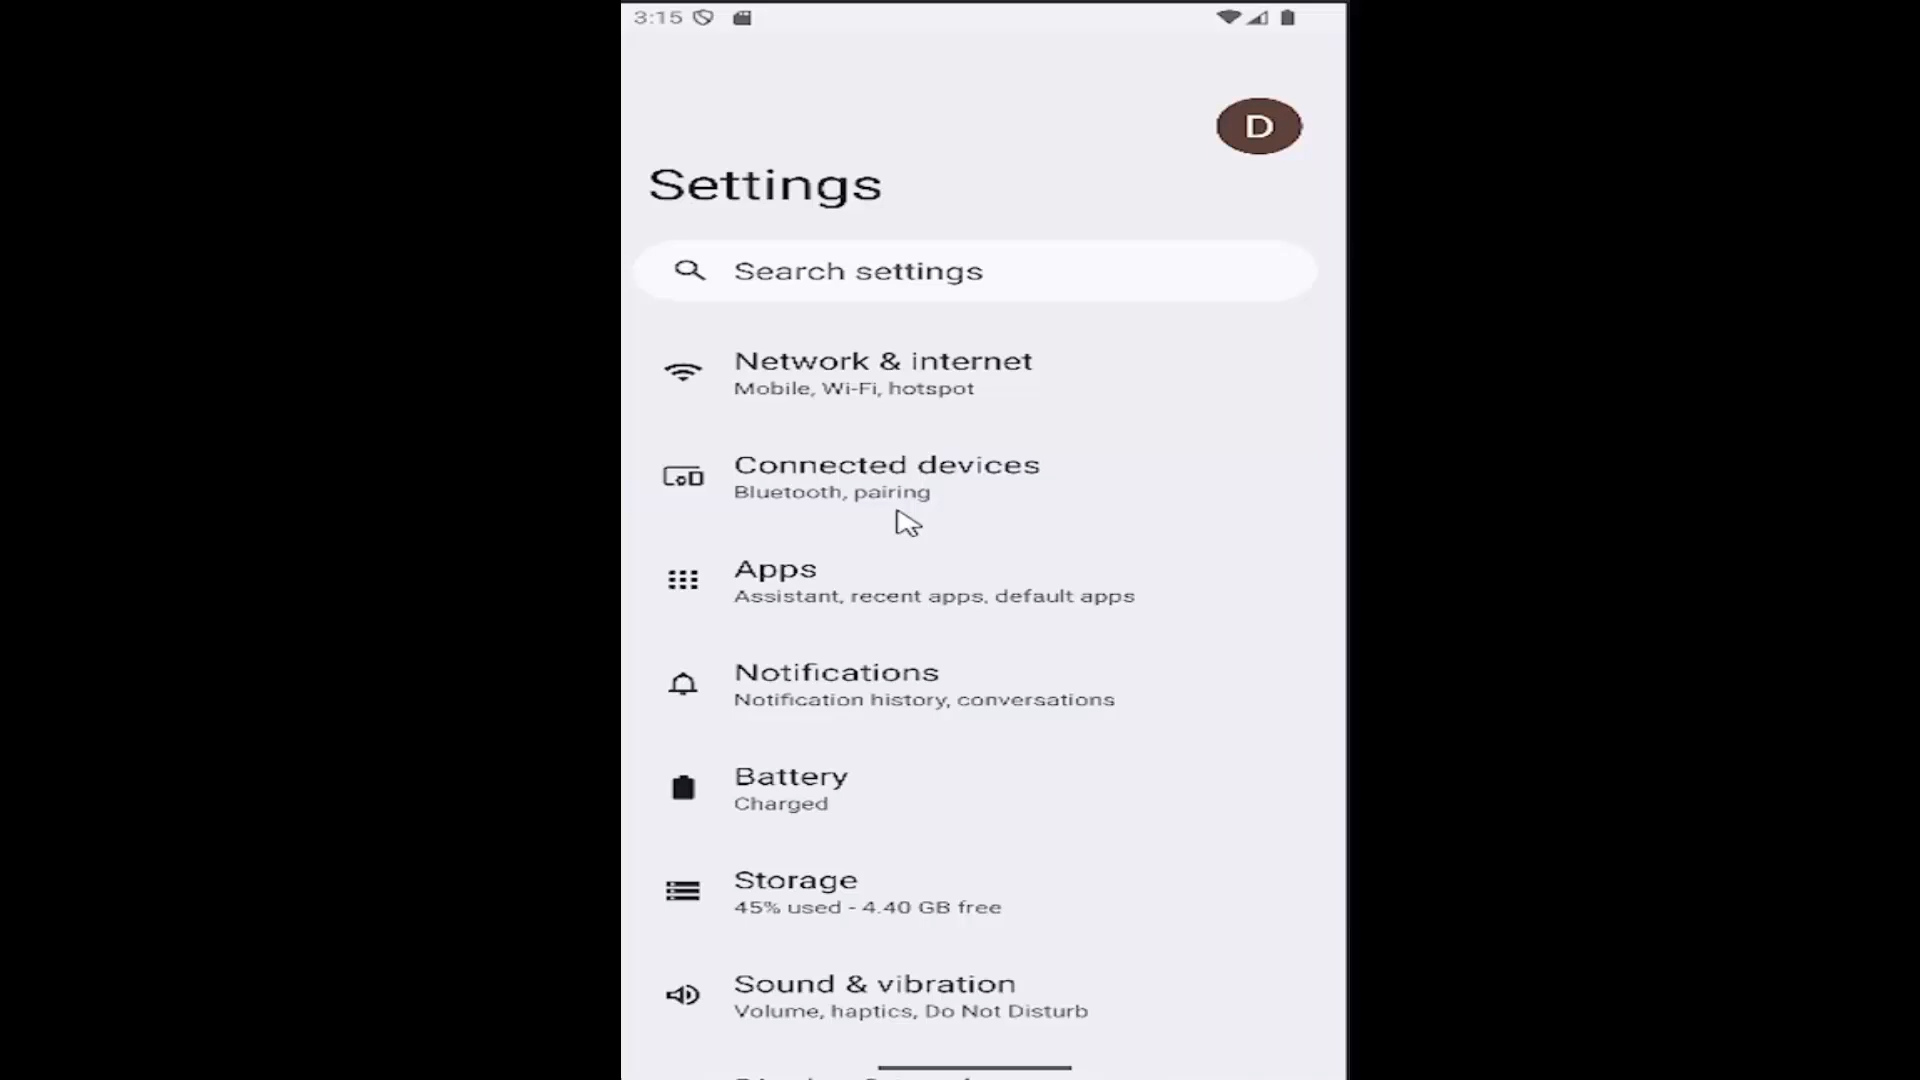 3:15
D
Settings
Search settings
Network & internet
Mobile, Wi-Fi, hotspot
Connected devices
Bluetooth, pairing
Apps
Assistant, recent apps, default apps
Notifications
Notification history, conversations
Battery
Charged
Storage
45% used - 4.40 GB free
Sound & vibration
Volume, haptics, Do Not Disturb